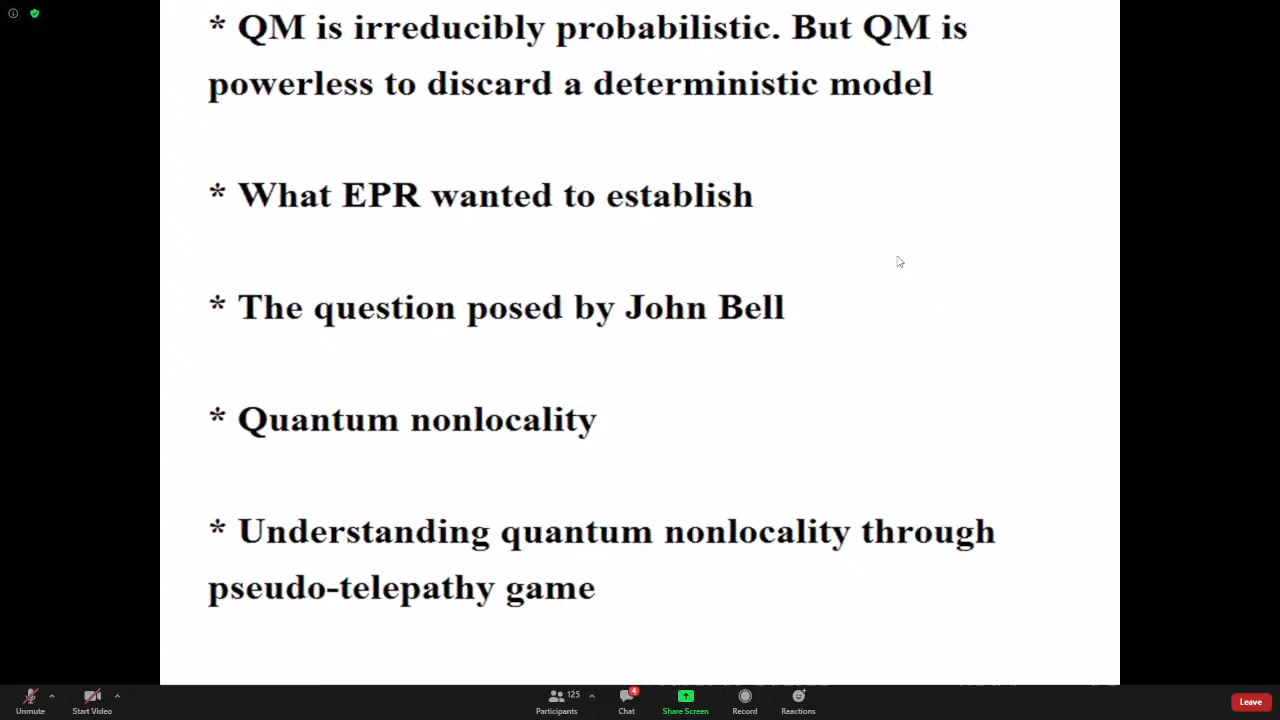 * QM is irreducibly probabilistic. But QM is
powerless to discard a deterministic model
* What EPR wanted to establish
* The question posed by John Bell
* Quantum nonlocality
* Understanding quantum nonlocality through
pseudo-telepathy game
Unmute
Start Video
125
Participants
4
Chat
Share Screen
Record
Reactions
Leave